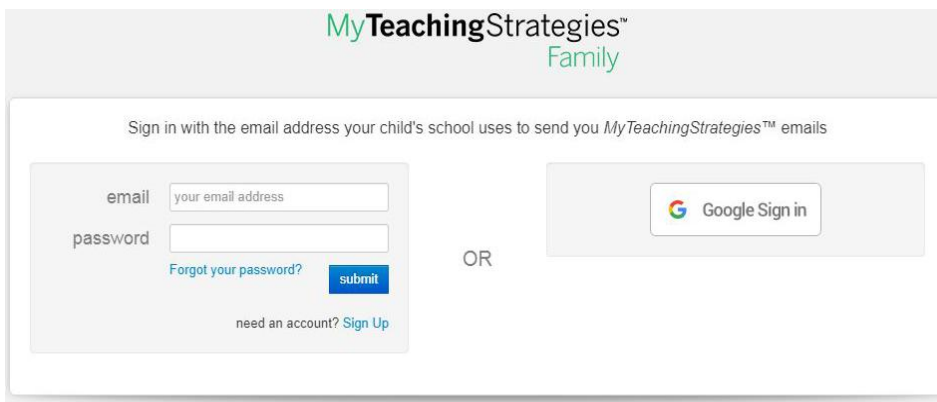 MyTeachingStrategies™
Family
Sign in with the email address your child's school uses to send you MyTeachingStrategies™ emails
email
your email address
password
Forgot your password?
submit
need an account? Sign Up
OR
Google Sign in